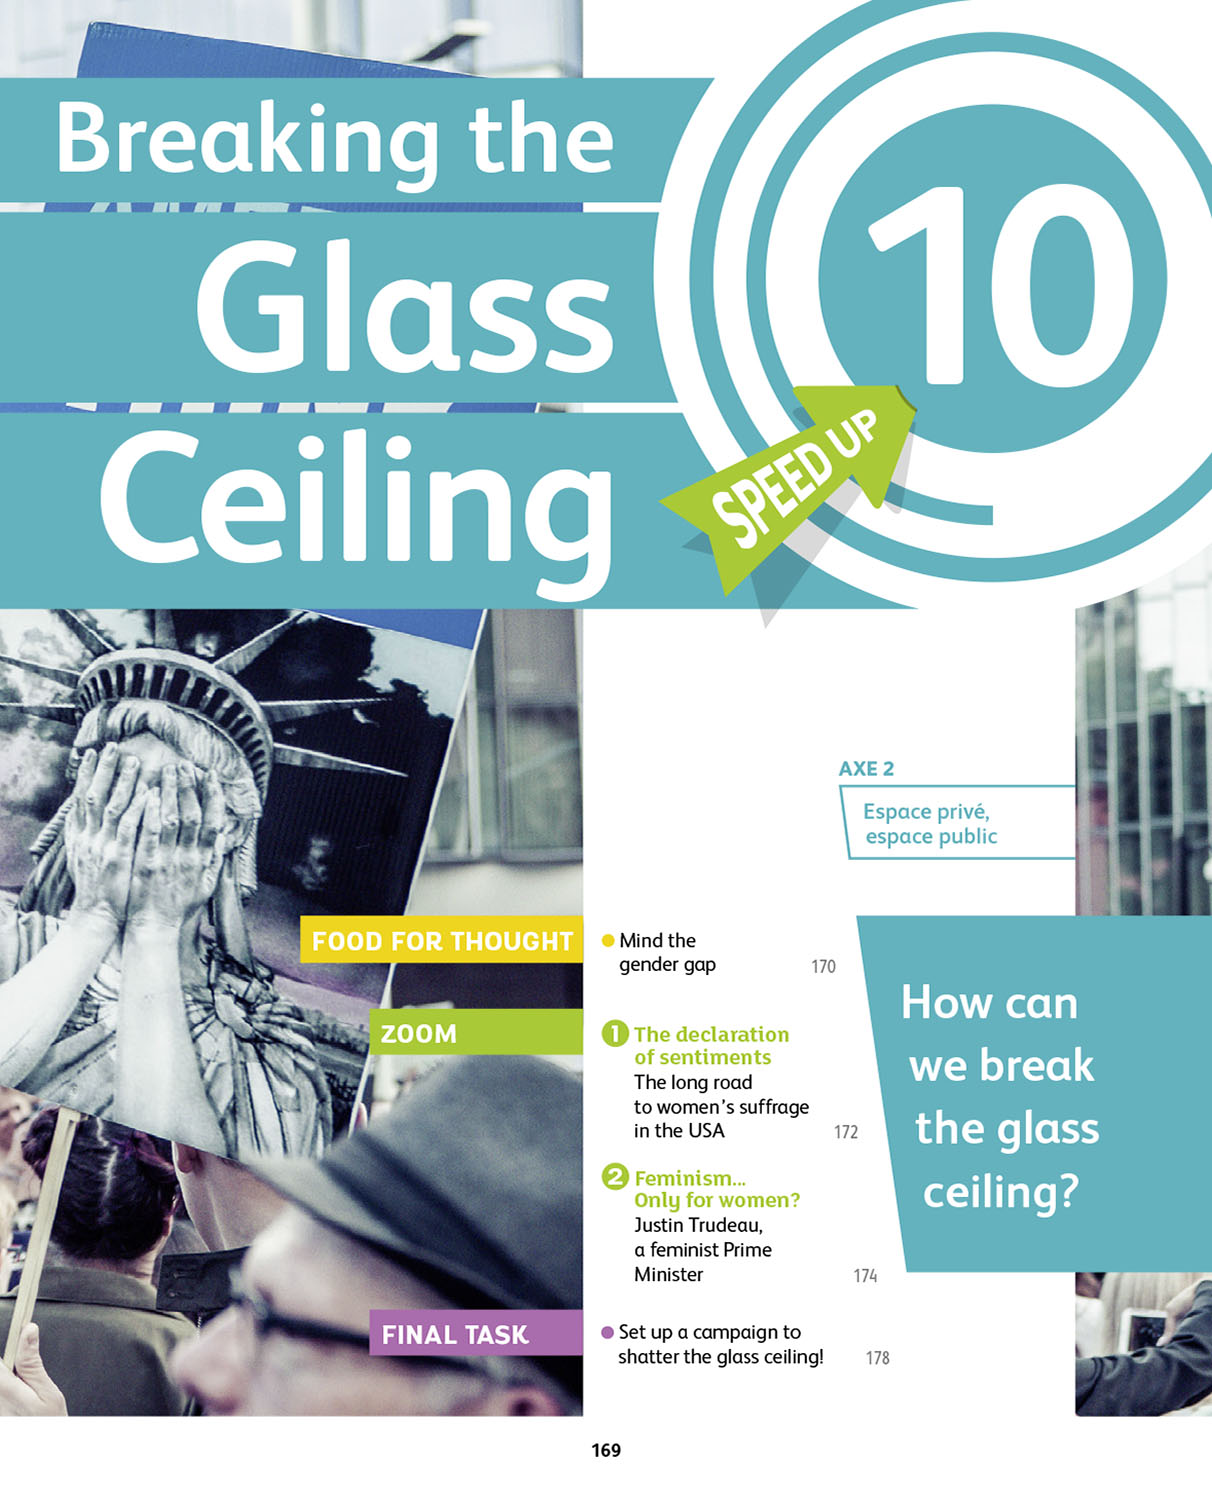 Breaking the
Glass
Ceiling
10
SPEED UP
AXE 2
Espace privé,
espace public
FOOD FOR THOUGHT
Mind the
gender gap 170
ZOOM
1 The declaration
of sentiments
The long road
to women's suffrage
in the USA 172
2 Feminism...
Only for women?
Justin Trudeau,
a feminist Prime
Minister 174
FINAL TASK
Set up a campaign to
shatter the glass ceiling! 178
How can
we break
the glass
ceiling?
169